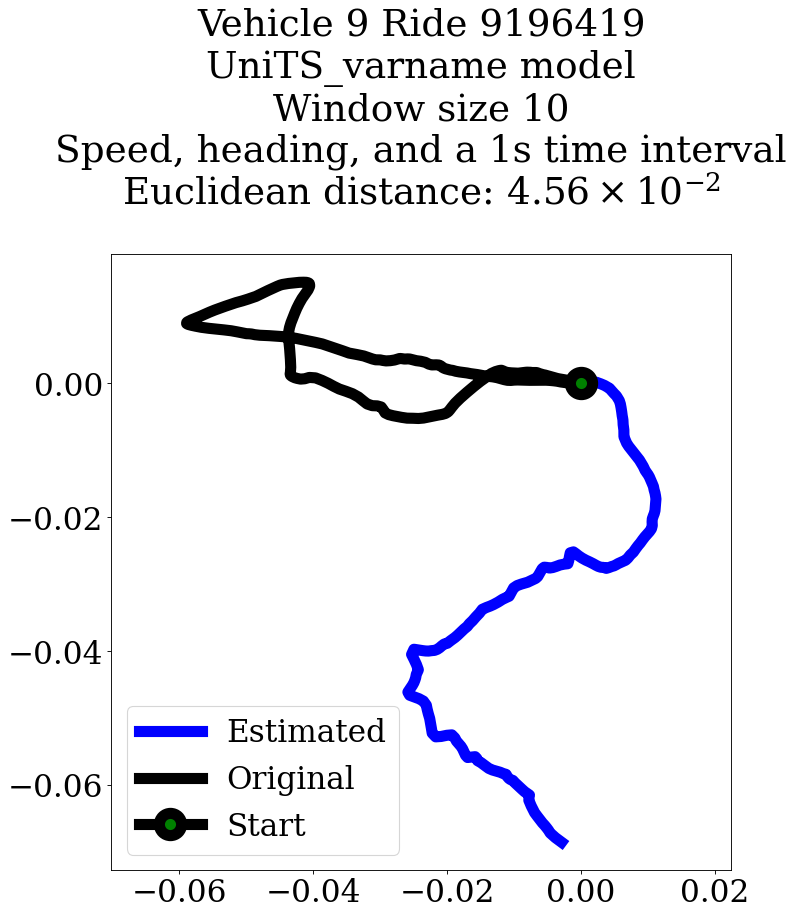 Vehicle 9 Ride 9196419
UniTS_varname model
Window size 10
Speed, heading, and a 1s time interval
Euclidean distance: 4.56 × 10⁻²
0.00
−0.02
−0.04
−0.06
Estimated
Original
Start
−0.06 −0.04 −0.02 0.00 0.02